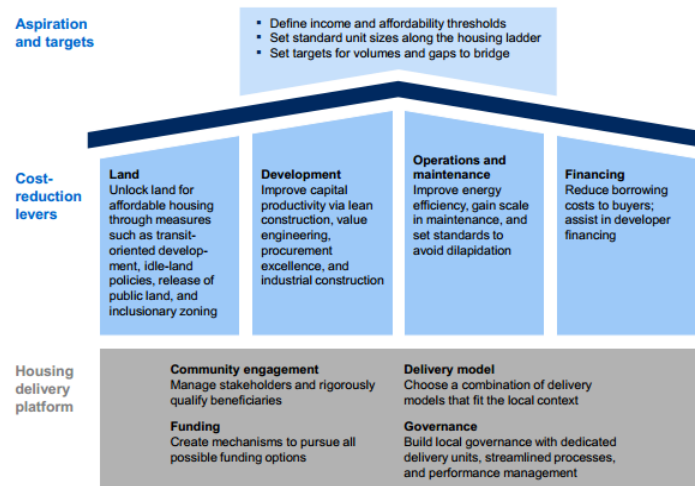 Aspiration
and targets
▪ Define income and affordability thresholds
▪ Set standard unit sizes along the housing ladder
▪ Set targets for volumes and gaps to bridge
Cost-
reduction
levers
Land
Unlock land for
affordable housing
through measures
such as transit-
oriented develop-
ment, idle-land
policies, release of
public land, and
inclusionary zoning
Development
Improve capital
productivity via lean
construction, value
engineering,
procurement
excellence, and
industrial construction
Operations and
maintenance
Improve energy
efficiency, gain scale
in maintenance, and
set standards to
avoid dilapidation
Financing
Reduce borrowing
costs to buyers;
assist in developer
financing
Housing
delivery
platform
Community engagement
Manage stakeholders and rigorously
qualify beneficiaries
Delivery model
Choose a combination of delivery
models that fit the local context
Funding
Create mechanisms to pursue all
possible funding options
Governance
Build local governance with dedicated
delivery units, streamlined processes,
and performance management